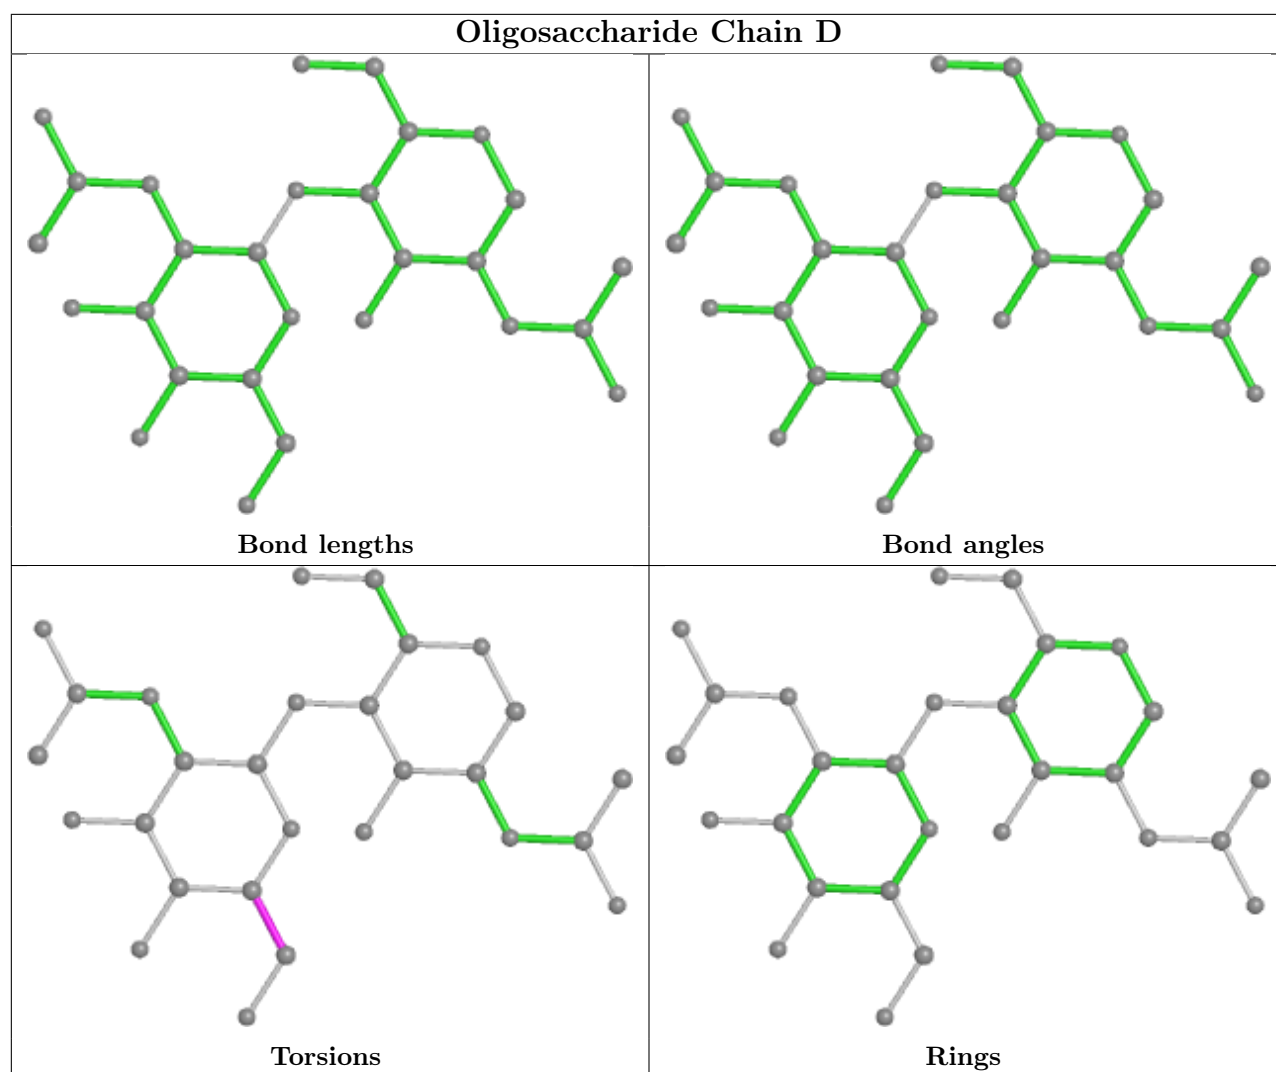 Oligosaccharide Chain D
Bond lengths
Bond angles
Torsions
Rings